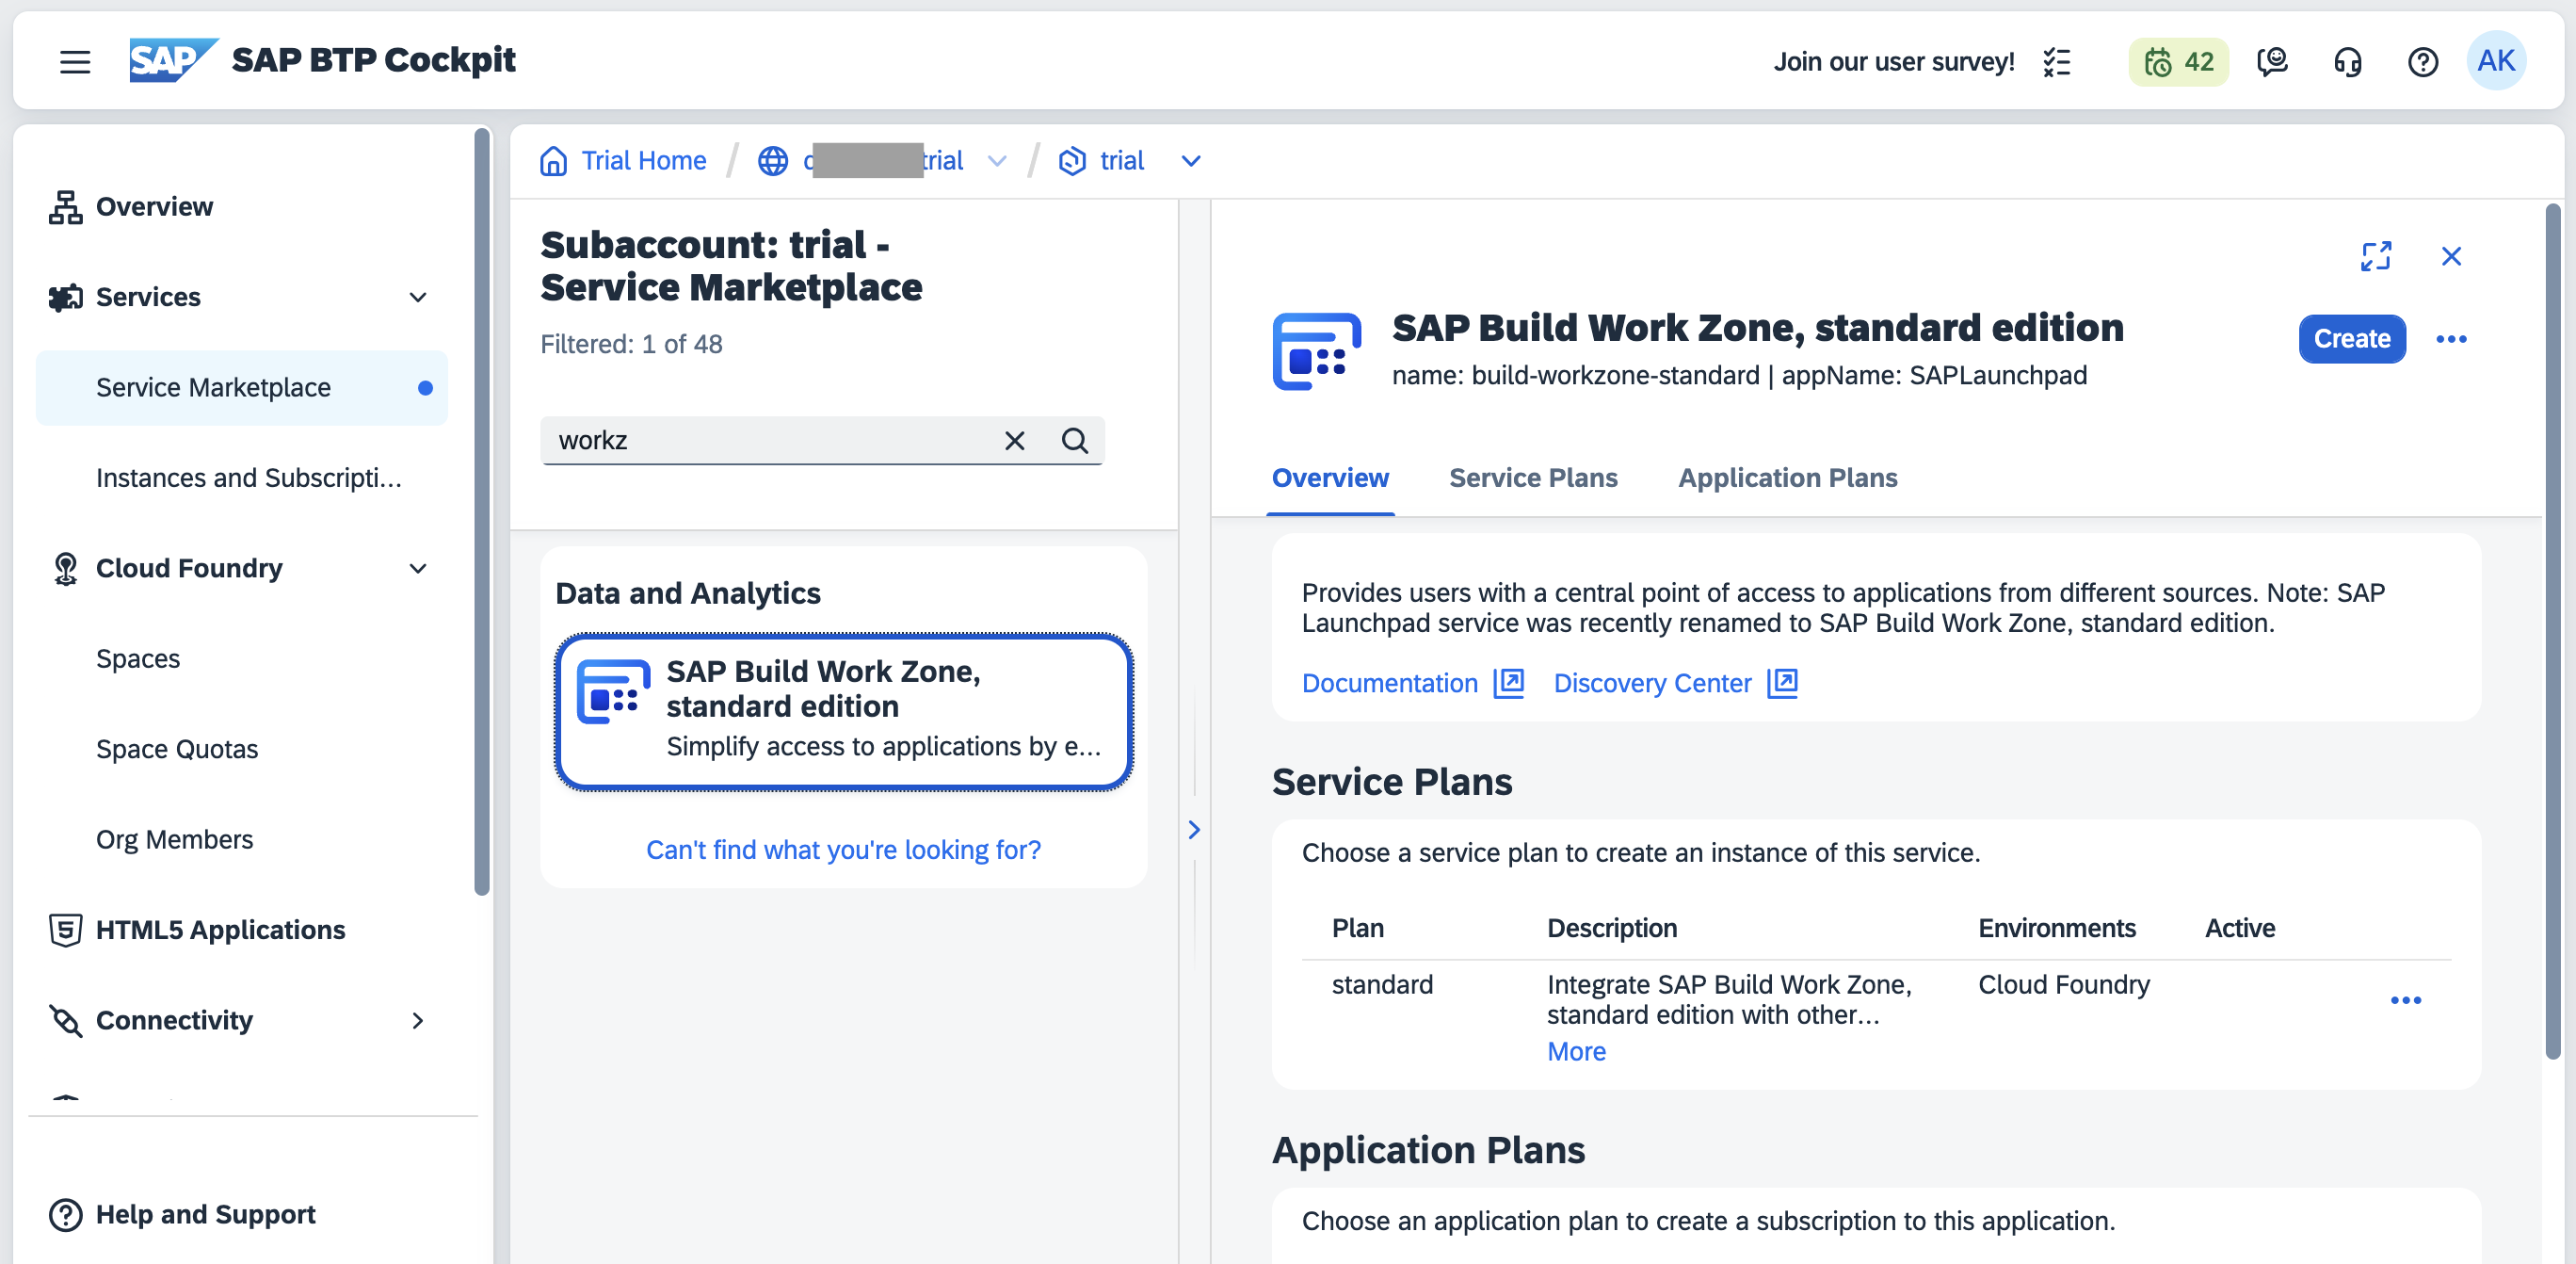 SAP SAP BTP Cockpit
Join our user survey!
42
AK
Overview
Services
Service Marketplace
Instances and Subscripti...
Cloud Foundry
Spaces
Space Quotas
Org Members
HTML5 Applications
Connectivity
Help and Support
Trial Home / trial / trial
Subaccount: trial -
Service Marketplace
Filtered: 1 of 48
workz
Data and Analytics
SAP Build Work Zone,
standard edition
Simplify access to applications by e...
Can't find what you're looking for?
SAP Build Work Zone, standard edition
name: build-workzone-standard | appName: SAPLaunchpad
Create
Overview Service Plans Application Plans
Provides users with a central point of access to applications from different sources. Note: SAP
Launchpad service was recently renamed to SAP Build Work Zone, standard edition.
Documentation Discovery Center
Service Plans
Choose a service plan to create an instance of this service.
Plan Description Environments Active
standard Integrate SAP Build Work Zone, Cloud Foundry
standard edition with other...
More
Application Plans
Choose an application plan to create a subscription to this application.